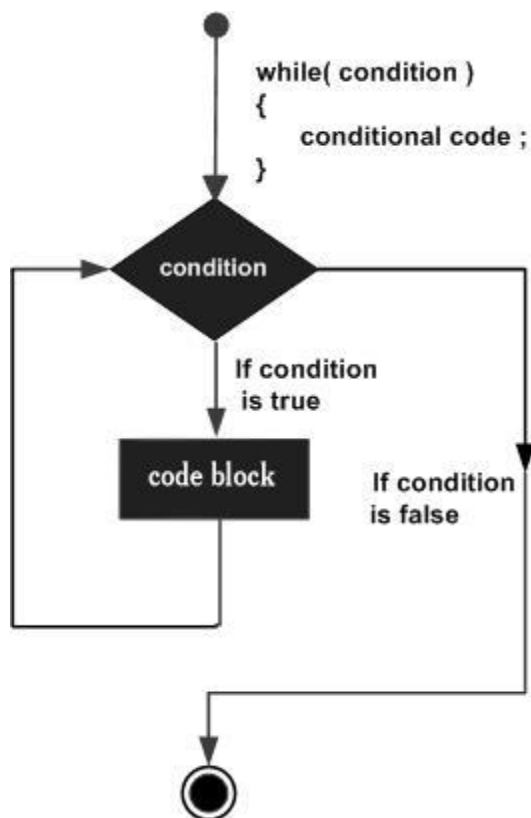 while( condition )
{
conditional code ;
}
condition
If condition
is true
code block
If condition
is false